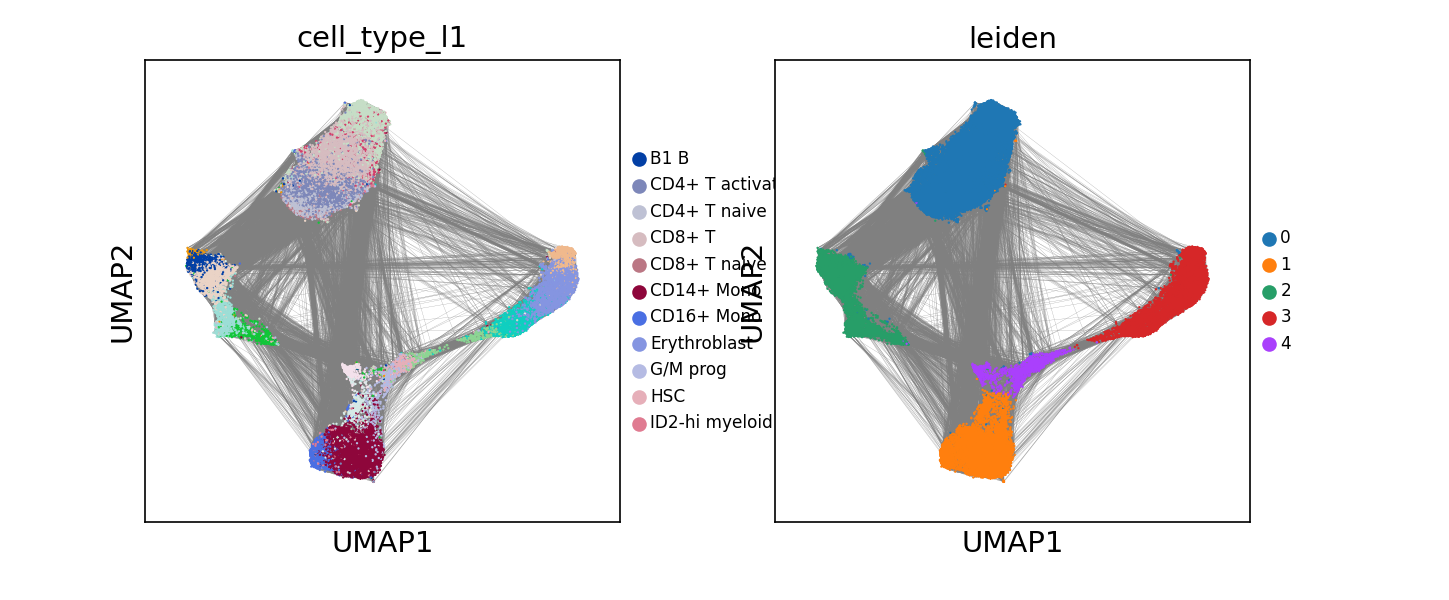 cell_type_l1
UMAP2
UMAP1
B1 B
CD4+ T activat
CD4+ T naive
CD8+ T
CD8+ T naive
CD14+ Mono
CD16+ Mono
Erythroblast
G/M prog
HSC
ID2-hi myeloid
leiden
UMAP2
UMAP1
0
1
2
3
4